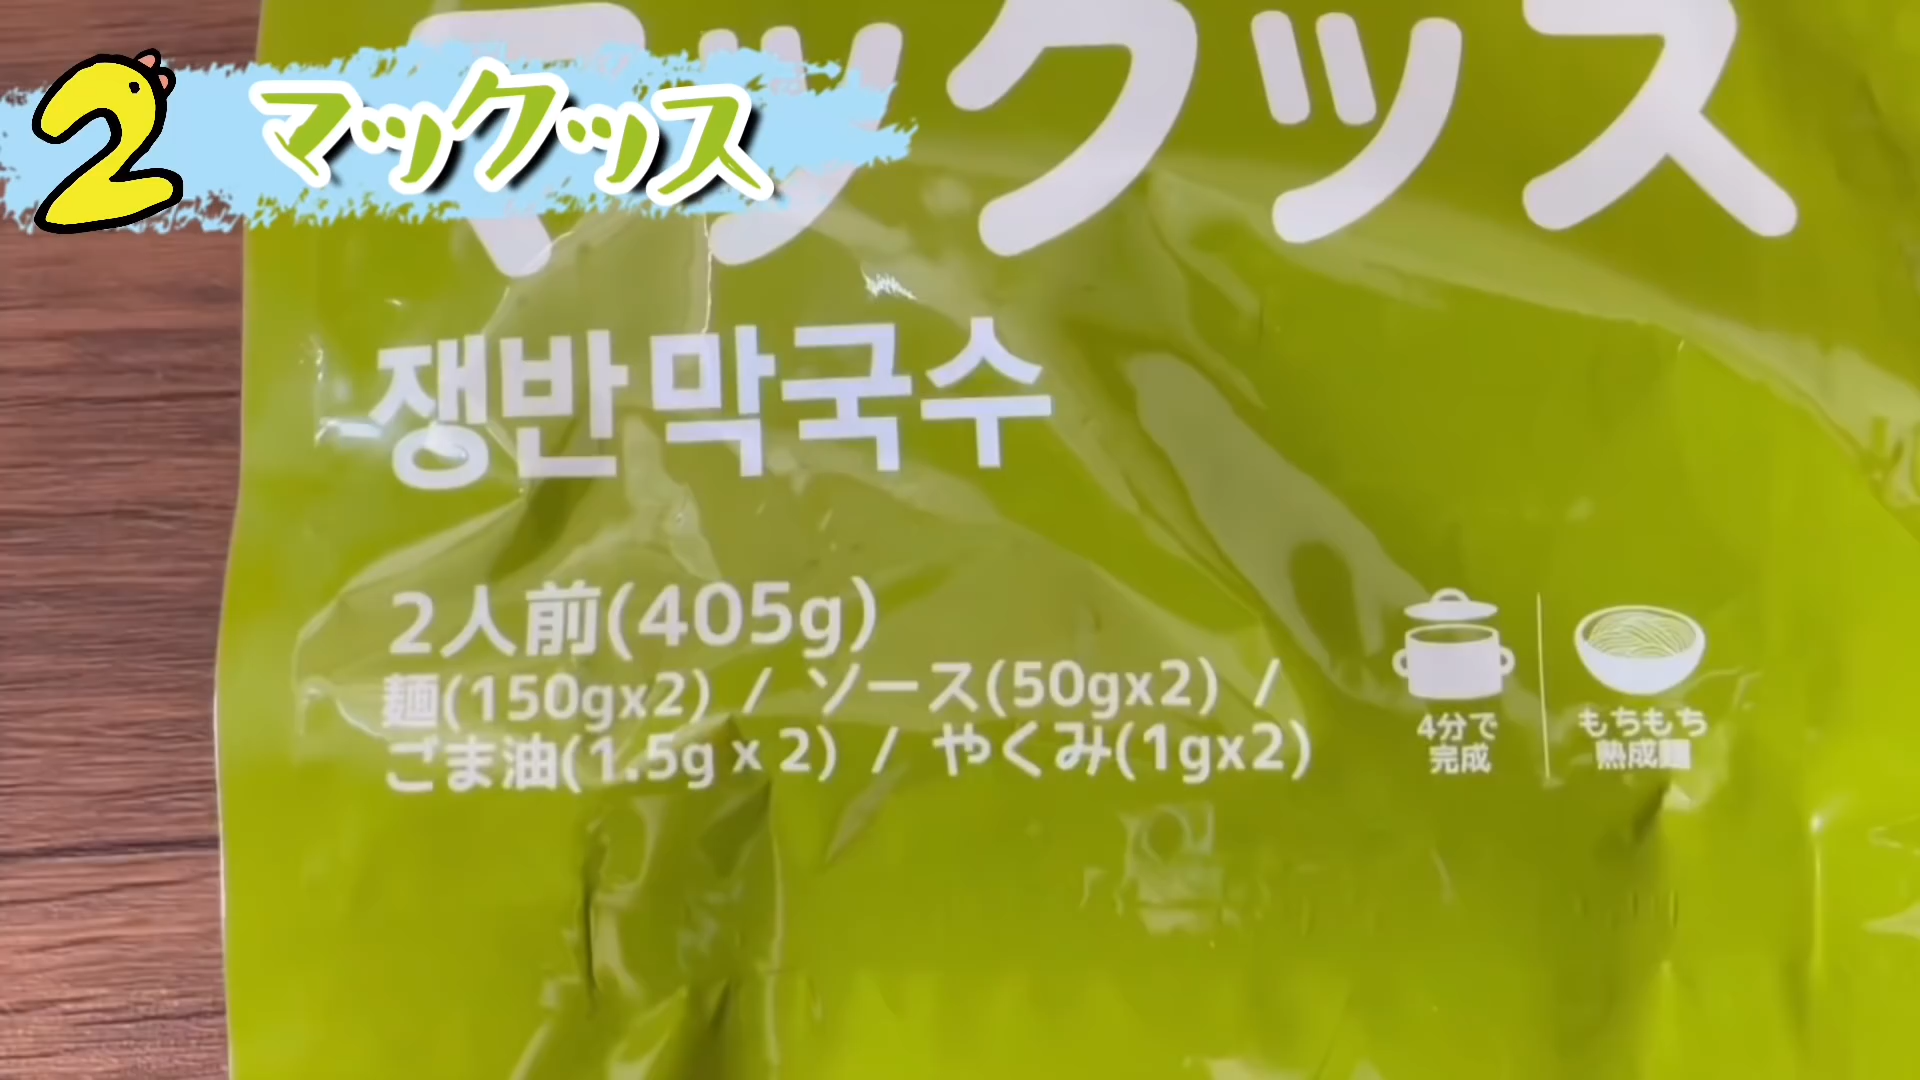 2 マックッス
マックッス
쟁반 막국수
2人前(405g)
麺(150gx2) / ソース(50gx2) /
ごま油(1.5g x 2) / やくみ(1gx2)
4分で
完成
もちもち
熟成麺